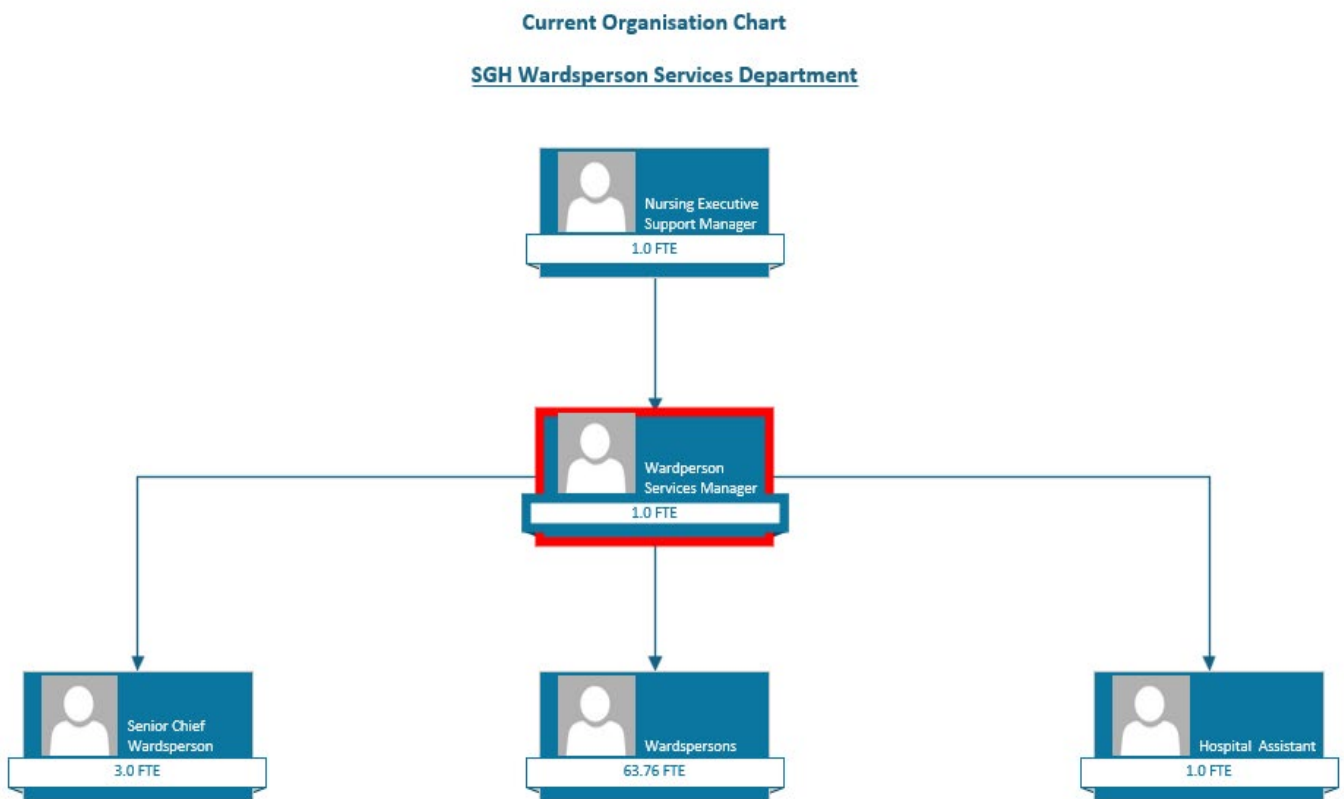 Current Organisation Chart
SGH Wardsperson Services Department
Nursing Executive
Support Manager
1.0 FTE
Wardperson
Services Manager
1.0 FTE
Senior Chief
Wardsperson
3.0 FTE
Wardspersons
63.76 FTE
Hospital Assistant
1.0 FTE